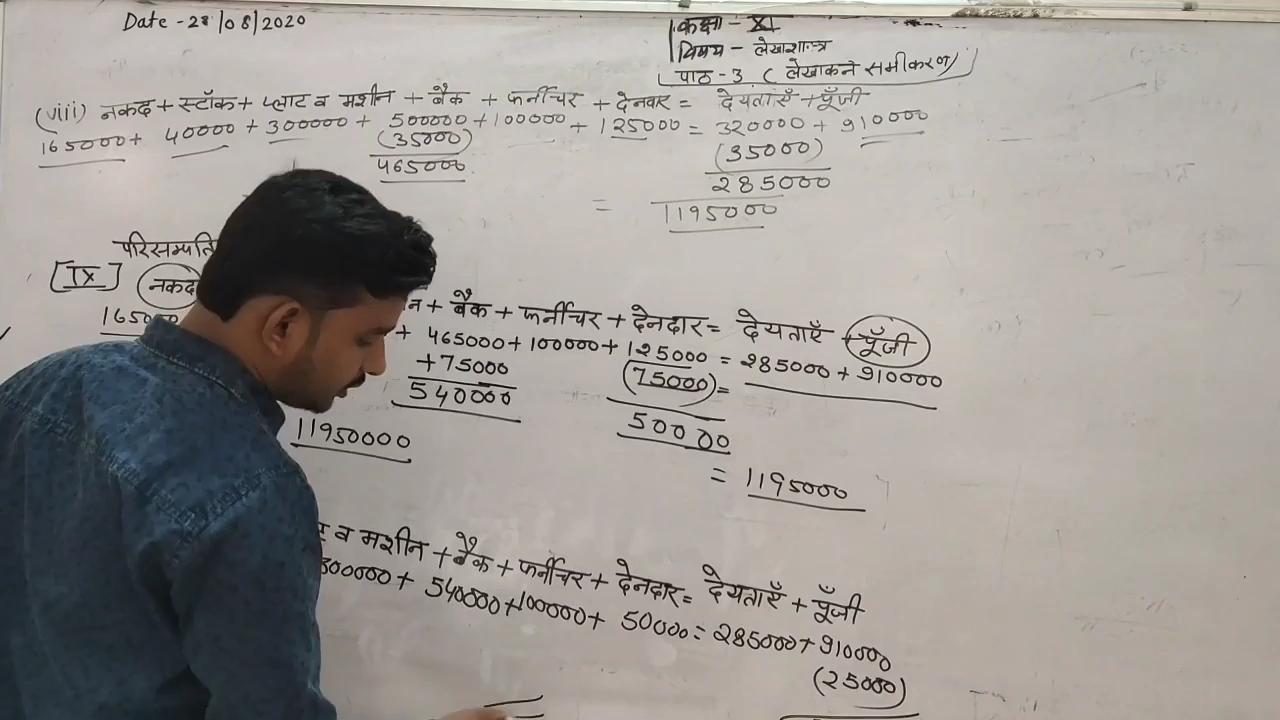 Date - 28/08/2020
कक्षा - XI
विषय - लेखाशास्त्र
पाठ - 3 ( लेखाकंन समीकरण)
(viii) नकद + स्टॉक + प्लाट व मशीन + बैंक + फर्नीचर + देनदार = देयताएँ + पूँजी
165000 + 40000 + 300000 + 500000 + 100000 + 125000 = 320000 + 910000
(35000) (35000)
465000 285000
= 1195000
परिसम्पति
[IX] नकद न + बैंक + फर्नीचर + देनदार = देयताएँ + पूँजी
165000 + 465000 + 100000 + 125000 = 285000 + 910000
+75000 (75000) =
540000 50000
11950000 = 1195000
व मशीन + बैंक + फर्नीचर + देनदार = देयताएँ + पूँजी
300000 + 540000 + 100000 + 50000 = 285000 + 910000
(25000)